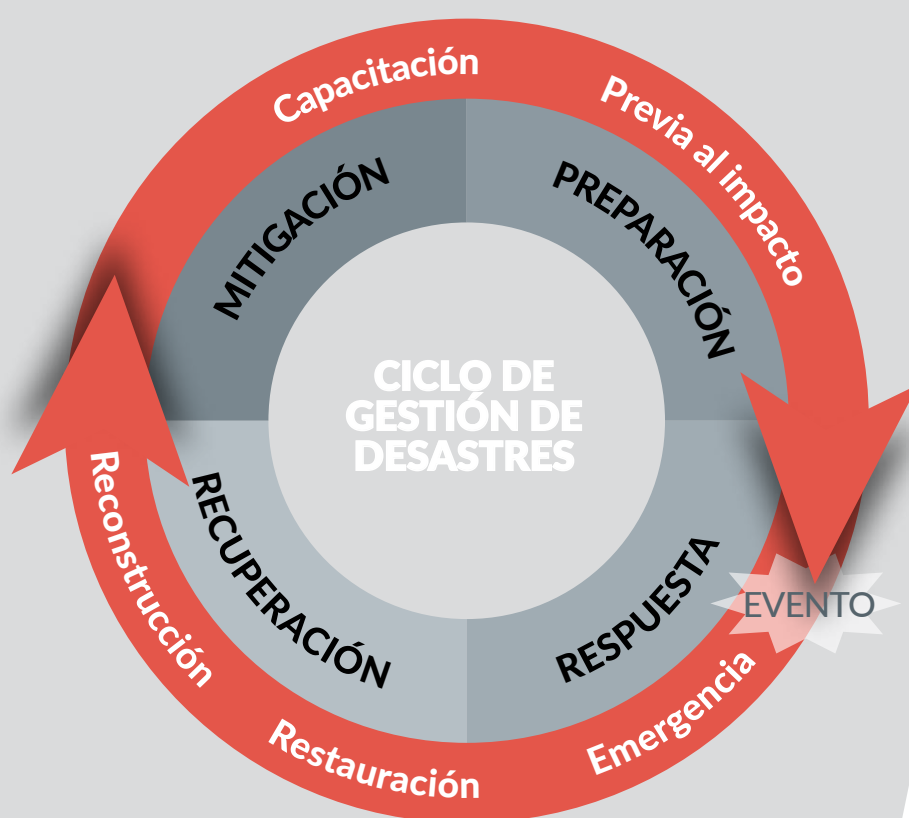 Capacitación
Previa al impacto
MITIGACIÓN
PREPARACIÓN
CICLO DE
GESTIÓN DE
DESASTRES
Reconstrucción
RECUPERACIÓN
RESPUESTA
EVENTO
Emergencia
Restauración